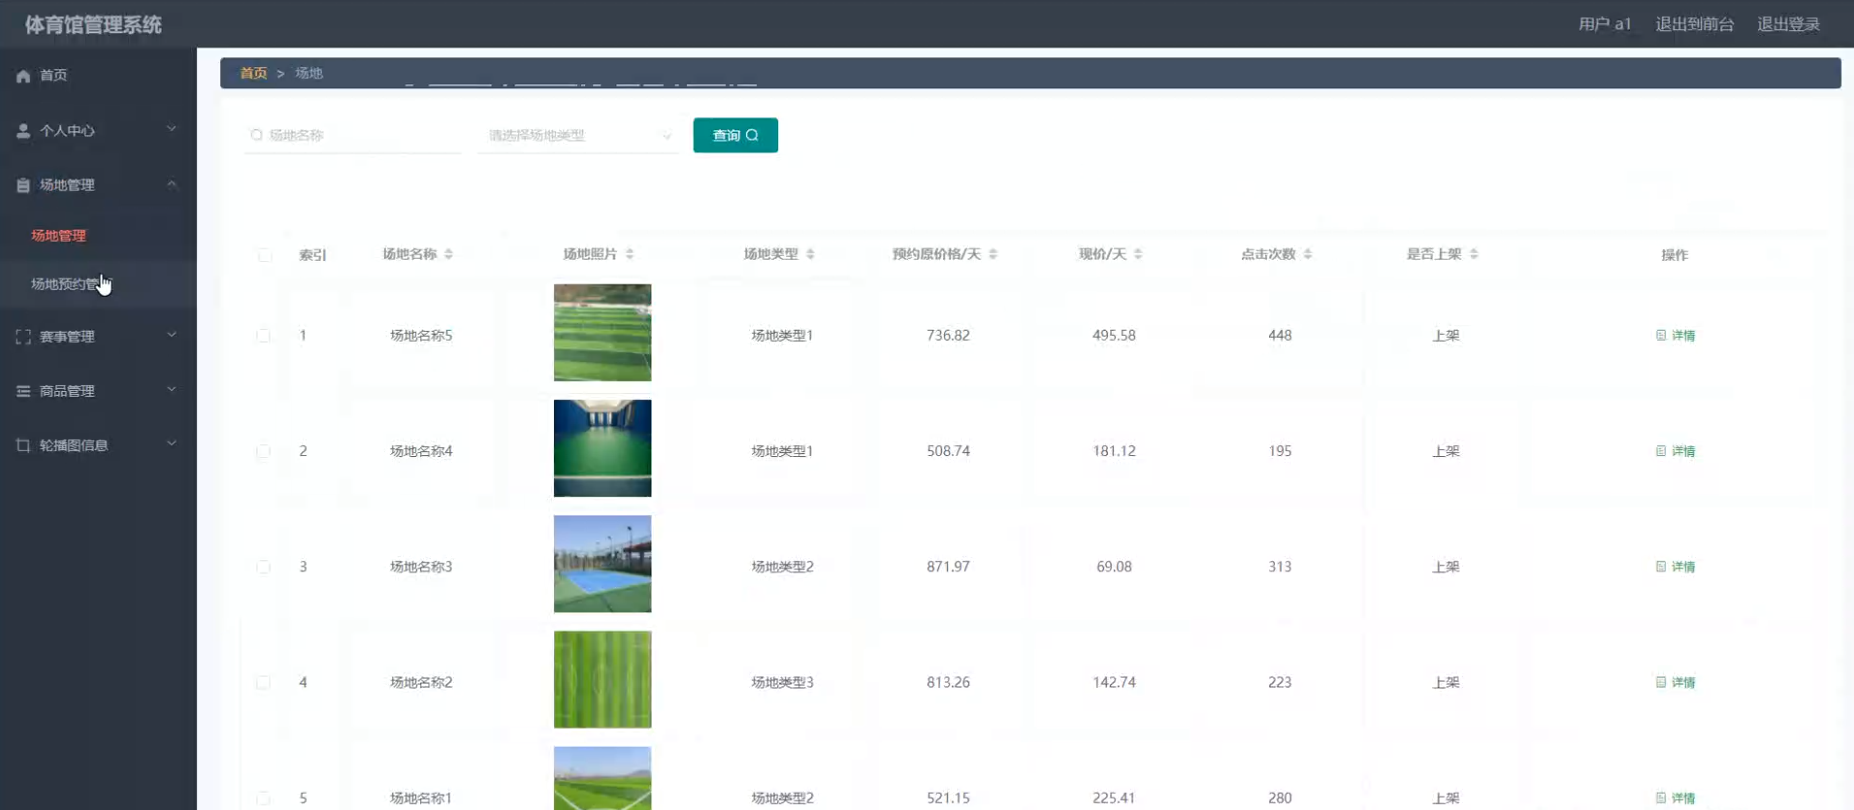 体育馆管理系统
用户 a1 退出到前台 退出登录
首页
个人中心
场地管理
场地管理
场地预约管
赛事管理
商品管理
轮播图信息
首页 > 场地
场地名称 请选择场地类型 查询
索引 场地名称 场地照片 场地类型 预约原价格/天 现价/天 点击次数 是否上架 操作
1 场地名称5 场地类型1 736.82 495.58 448 上架 详情
2 场地名称4 场地类型1 508.74 181.12 195 上架 详情
3 场地名称3 场地类型2 871.97 69.08 313 上架 详情
4 场地名称2 场地类型3 813.26 142.74 223 上架 详情
5 场地名称1 场地类型2 521.15 225.41 280 上架 详情